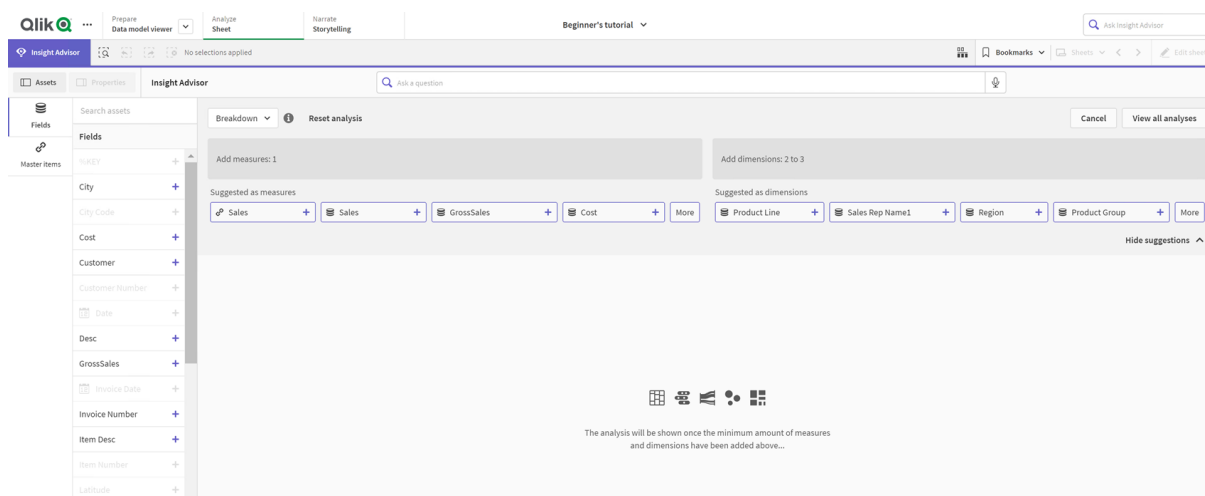 Qlik
Prepare
Data model viewer
Analyze
Sheet
Narrate
Storytelling
Beginner's tutorial
Ask Insight Advisor
Insight Advisor
No selections applied
Bookmarks
Sheets
Edit sheet
Assets
Properties
Insight Advisor
Ask a question
Fields
Master items
Search assets
Fields
%KEY
City
City Code
Cost
Customer
Customer Number
Date
Desc
GrossSales
Invoice Date
Invoice Number
Item Desc
Item Number
Latitude
Breakdown
Reset analysis
Cancel
View all analyses
Add measures: 1
Add dimensions: 2 to 3
Suggested as measures
Sales
Sales
GrossSales
Cost
More
Suggested as dimensions
Product Line
Sales Rep Name1
Region
Product Group
More
Hide suggestions
The analysis will be shown once the minimum amount of measures
and dimensions have been added above...